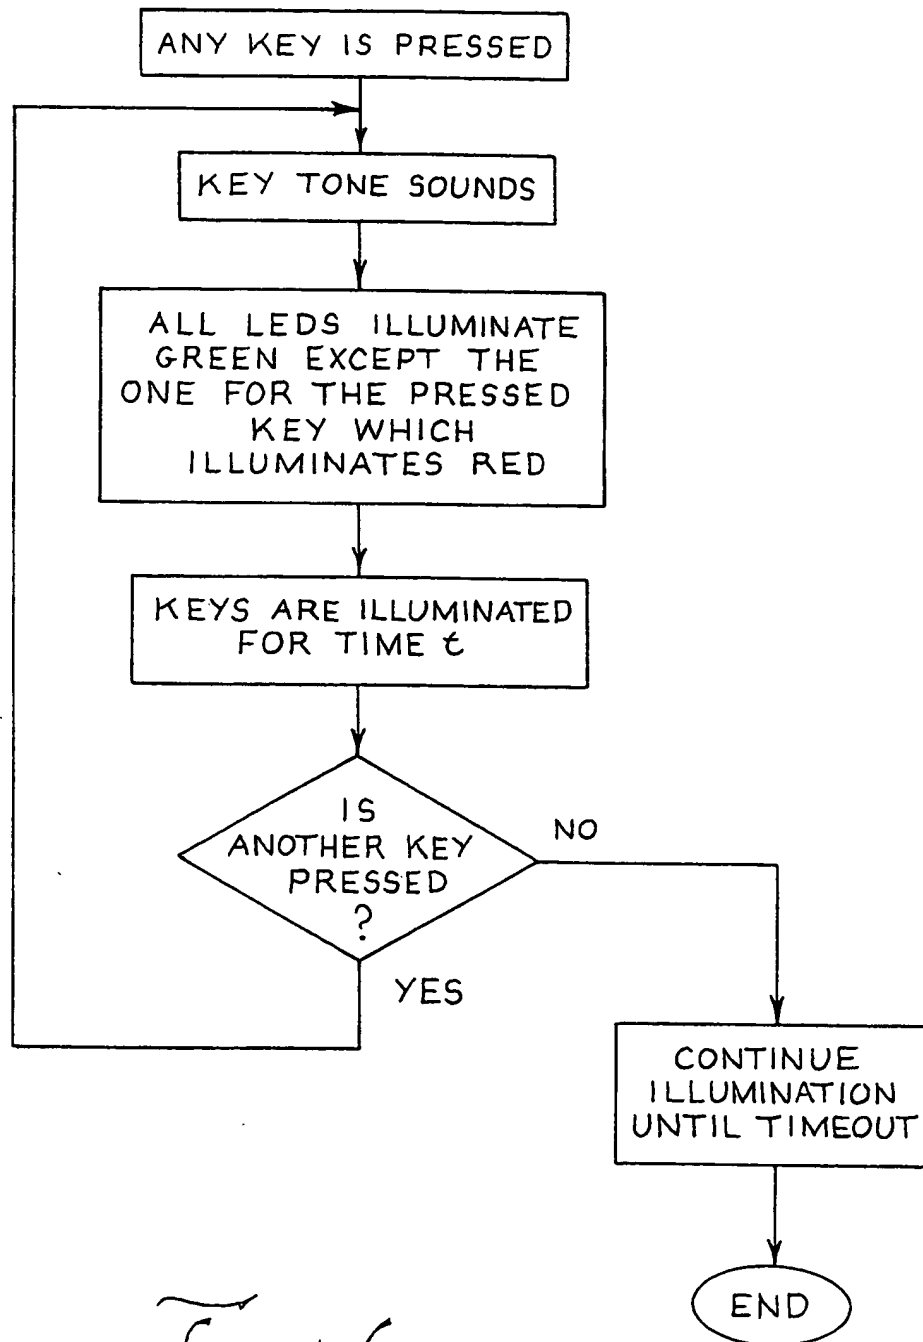 ANY KEY IS PRESSED
KEY TONE SOUNDS
ALL LEDS ILLUMINATE
GREEN EXCEPT THE
ONE FOR THE PRESSED
KEY WHICH
ILLUMINATES RED
KEYS ARE ILLUMINATED
FOR TIME t
IS
ANOTHER KEY
PRESSED
?
NO
YES
CONTINUE
ILLUMINATION
UNTIL TIMEOUT
END